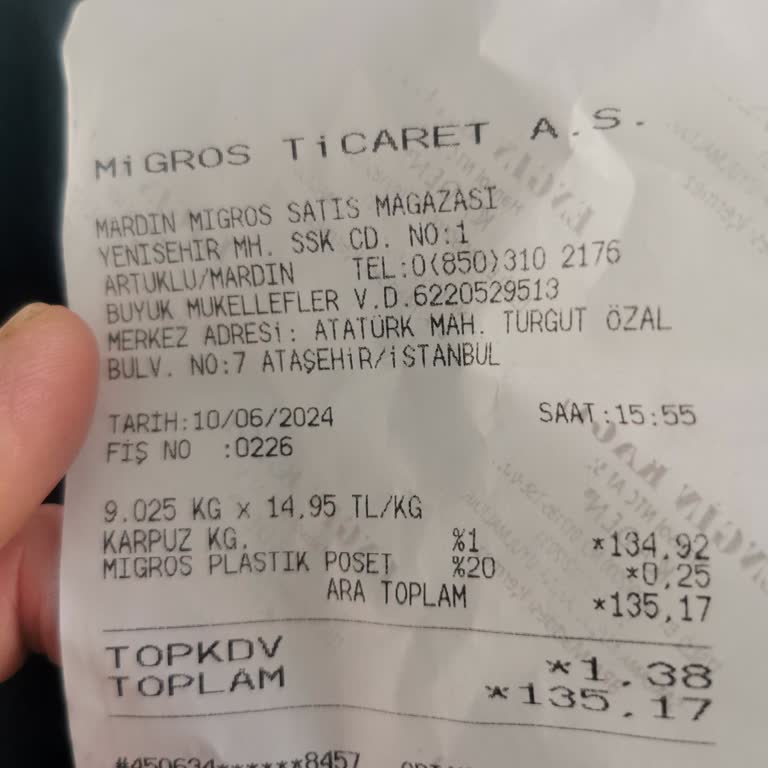 MiGROS TiCARET A.S.
MARDIN MIGROS SATIS MAGAZASI
YENISEHIR MH. SSK CD. NO:1
ARTUKLU/MARDIN TEL:0(850)310 2176
BUYUK MUKELLEFLER V.D.6220529513
MERKEZ ADRESi: ATATÜRK MAH. TURGUT ÖZAL
BULV. NO:7 ATAŞEHiR/iSTANBUL
TARİH:10/06/2024 SAAT:15:55
FİŞ NO :0226
9.025 KG x 14,95 TL/KG
KARPUZ KG. %1 *134,92
MIGROS PLASTIK POSET %20 *0,25
ARA TOPLAM *135,17
TOPKDV *1.38
TOPLAM *135.17
#450634******8457